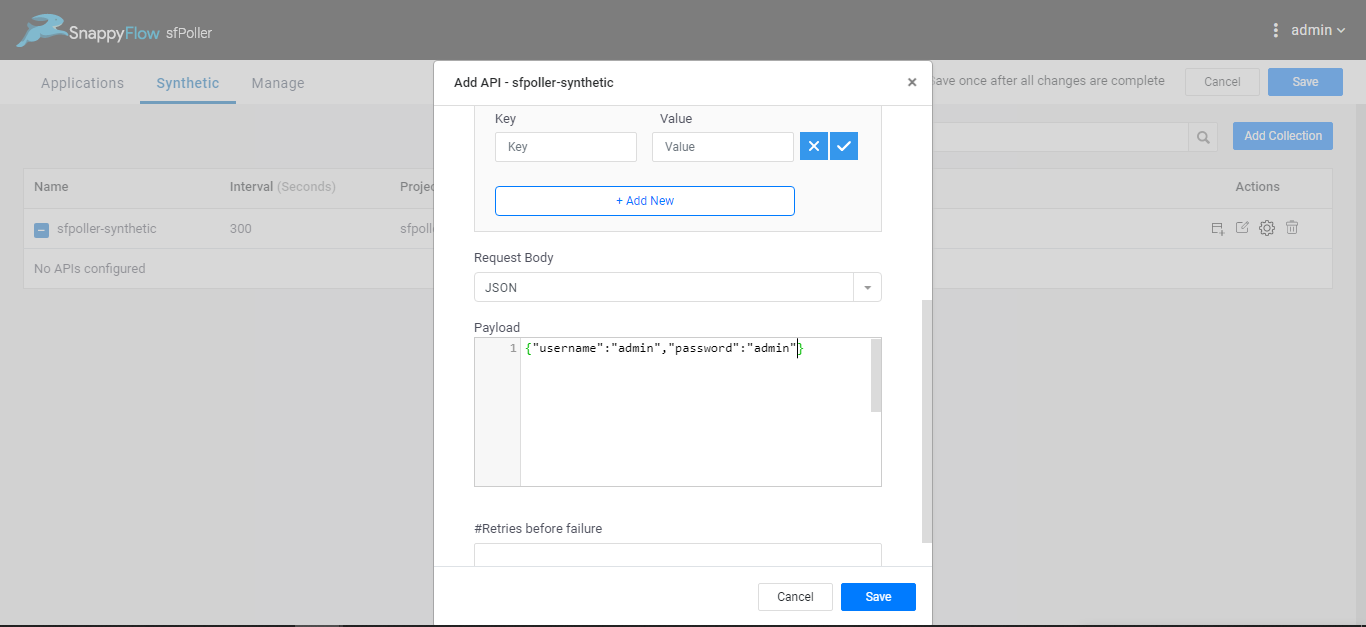 SnappyFlow sfPoller
admin
Applications
Synthetic
Manage
ave once after all changes are complete
Cancel
Save
Add Collection
Name
Interval (Seconds)
Projec
Actions
sfpoller-synthetic
300
sfpoll
No APIs configured
Add API - sfpoller-synthetic
Key
Value
Key
Value
+ Add New
Request Body
JSON
Payload
1 {"username":"admin","password":"admin"}
#Retries before failure
Cancel
Save